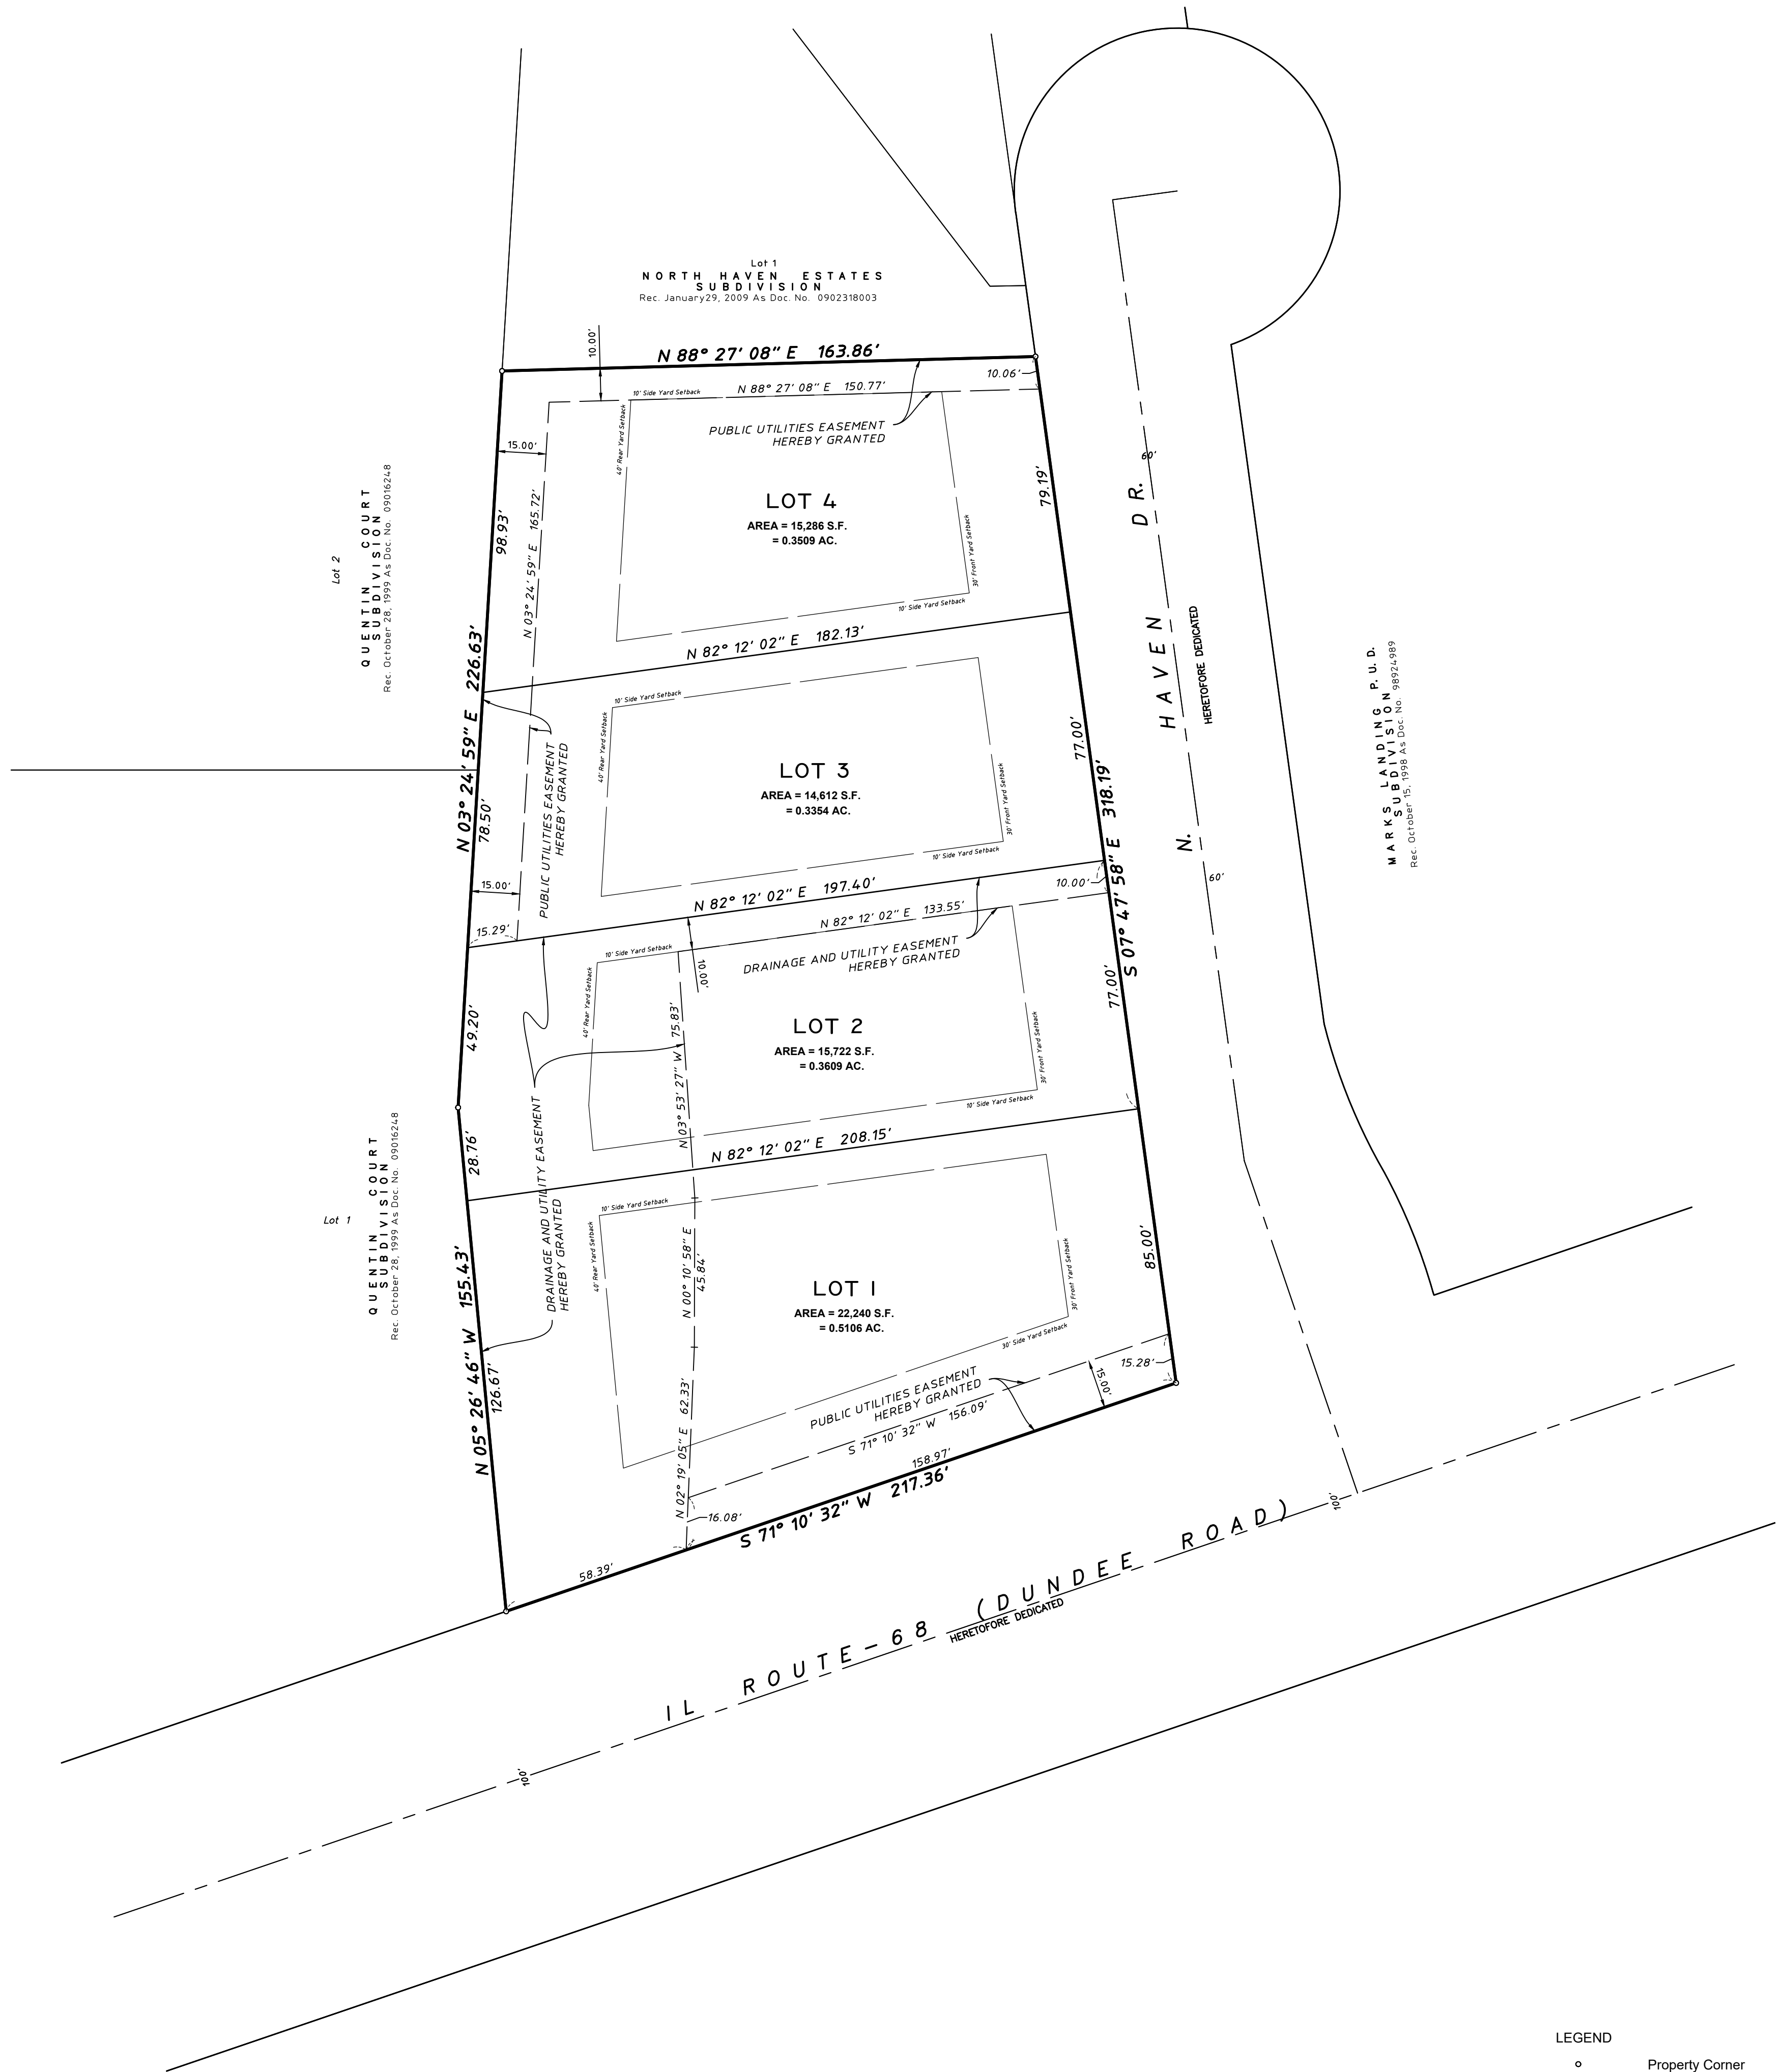 Lot 1
NORTH HAVEN ESTATES
SUBDIVISION
Rec. January29, 2009 As Doc. No. 0902318003
10.00'
N 88° 27' 08" E 163.86'
10.06'
10' Side Yard Setback
N 88° 27' 08" E 150.77'
PUBLIC UTILITIES EASEMENT
HEREBY GRANTED
40' Rear Yard Setback
15.00'
LOT 4
AREA = 15,286 S.F.
= 0.3509 AC.
79.19'
98.93'
N 03° 24' 59" E 165.72'
30' Front Yard Setback
10' Side Yard Setback
Lot 2
QUENTIN COURT
SUBDIVISION
Rec. October 28, 1999 As Doc. No. 09016248
N 82° 12' 02" E 182.13'
N 03° 24' 59" E 226.63'
60'
N. HAVEN DR.
HERETOFORE DEDICATED
MARKS LANDING P.U.D.
SUBDIVISION
Rec. October 15, 1998 As Doc. No. 98924989
10' Side Yard Setback
40' Rear Yard Setback
LOT 3
AREA = 14,612 S.F.
= 0.3354 AC.
77.00'
78.50'
PUBLIC UTILITIES EASEMENT
HEREBY GRANTED
30' Front Yard Setback
10' Side Yard Setback
S 07° 47' 58" E 318.19'
15.00'
N 82° 12' 02" E 197.40'
10.00'
60'
15.29'
N 82° 12' 02" E 133.55'
10' Side Yard Setback
DRAINAGE AND UTILITY EASEMENT
HEREBY GRANTED
10.00'
40' Rear Yard Setback
77.00'
49.20'
N 03° 53' 27" W 75.83'
LOT 2
AREA = 15,722 S.F.
= 0.3609 AC.
30' Front Yard Setback
10' Side Yard Setback
28.76'
N 82° 12' 02" E 208.15'
Lot 1
QUENTIN COURT
SUBDIVISION
Rec. October 28, 1999 As Doc. No. 09016248
DRAINAGE AND UTILITY EASEMENT
HEREBY GRANTED
10' Side Yard Setback
40' Rear Yard Setback
N 00° 10' 58" E
45.84'
LOT 1
AREA = 22,240 S.F.
= 0.5106 AC.
85.00'
30' Front Yard Setback
30' Side Yard Setback
N 05° 26' 46" W 155.43'
126.67'
15.28'
15.00'
PUBLIC UTILITIES EASEMENT
HEREBY GRANTED
S 71° 10' 32" W 156.09'
N 02° 19' 05" E 62.33'
158.97'
S 71° 10' 32" W 217.36'
16.08'
58.39'
100'
IL ROUTE-68 (DUNDEE ROAD)
HERETOFORE DEDICATED
100'
LEGEND
Property Corner